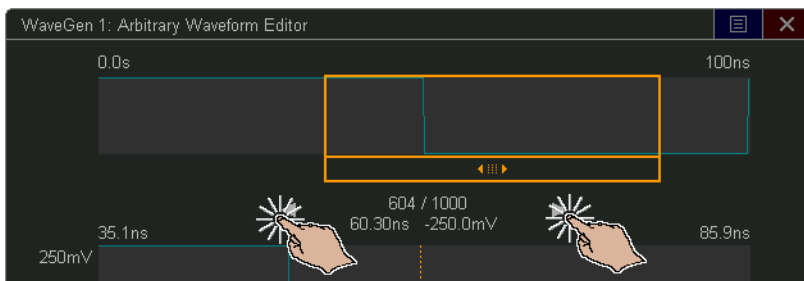 WaveGen 1: Arbitrary Waveform Editor
0.0s 100ns
604 / 1000
60.30ns -250.0mV
35.1ns 85.9ns
250mV